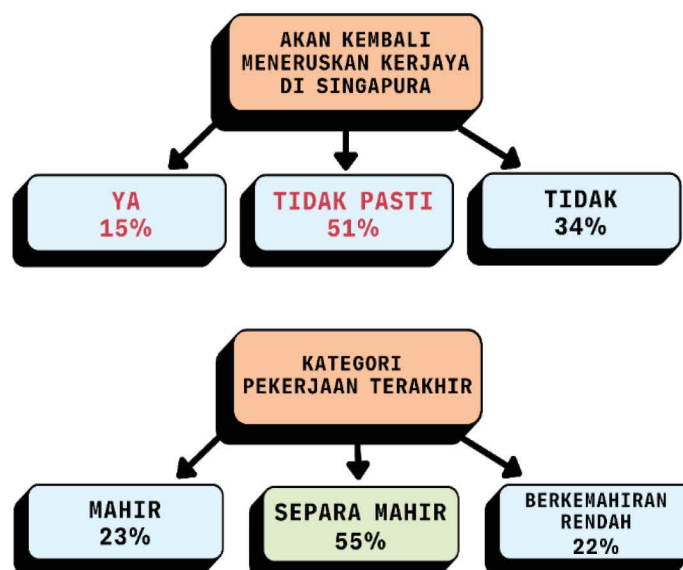 AKAN KEMBALI
MENERUSKAN KERJAYA
DI SINGAPURA
YA
15%
TIDAK PASTI
51%
TIDAK
34%
KATEGORI
PEKERJAAN TERAKHIR
MAHIR
23%
SEPARA MAHIR
55%
BERKEMAHIRAN
RENDAH
22%